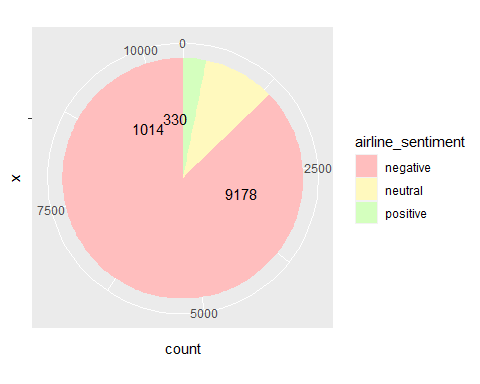 0
10000
330
1014
2500
9178
7500
5000
x
count
airline_sentiment
negative
neutral
positive